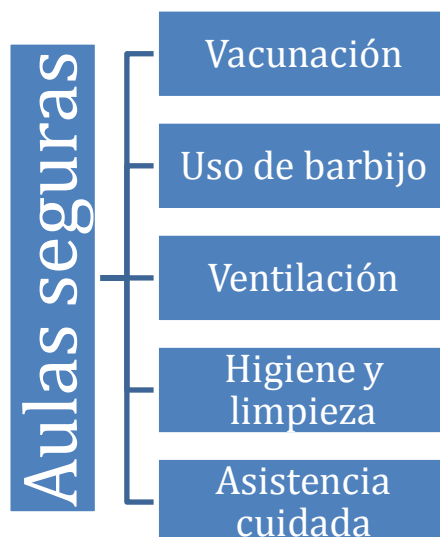 Aulas seguras
Vacunación
Uso de barbijo
Ventilación
Higiene y
limpieza
Asistencia
cuidada